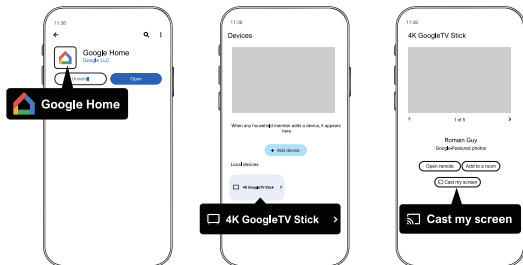 11:36
Google Home
Google LLC
Uninstall
Open
Google Home
11:36
Devices
When any household member adds a device, it appears
here
+ Add device
Local devices
4K GoogleTV Stick
4K GoogleTV Stick
11:36
4K GoogleTV Stick
1 of 5
Romain Guy
Google·Featured photos
Open remote
Add to a room
Cast my screen
Cast my screen